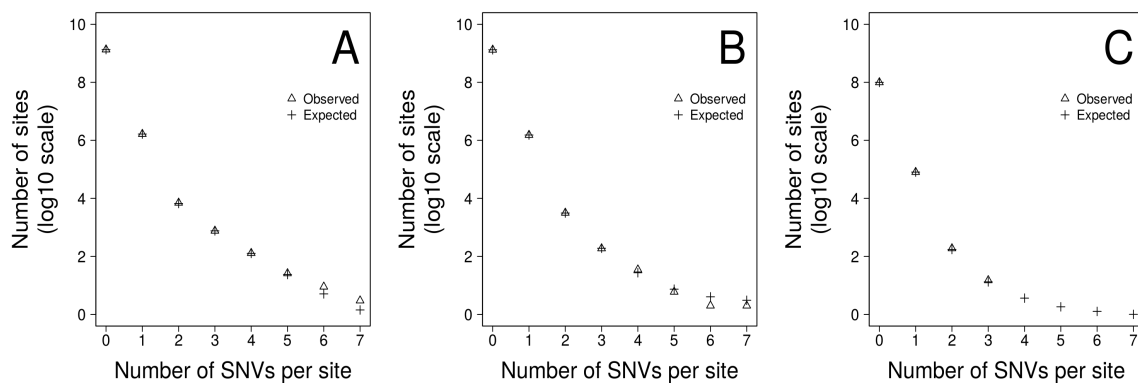 A
10
8
6
4
2
0
Number of sites
(log10 scale)
Observed
Expected
0 1 2 3 4 5 6 7
Number of SNVs per site
B
10
8
6
4
2
0
Number of sites
(log10 scale)
Observed
Expected
0 1 2 3 4 5 6 7
Number of SNVs per site
C
10
8
6
4
2
0
Number of sites
(log10 scale)
Observed
Expected
0 1 2 3 4 5 6 7
Number of SNVs per site